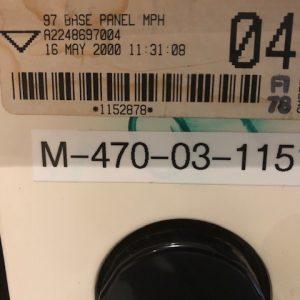 97 BASE PANEL MPH
A2248697004
16 MAY 2000 11:31:08
04
A
78
*1152878*
M-470-03-115